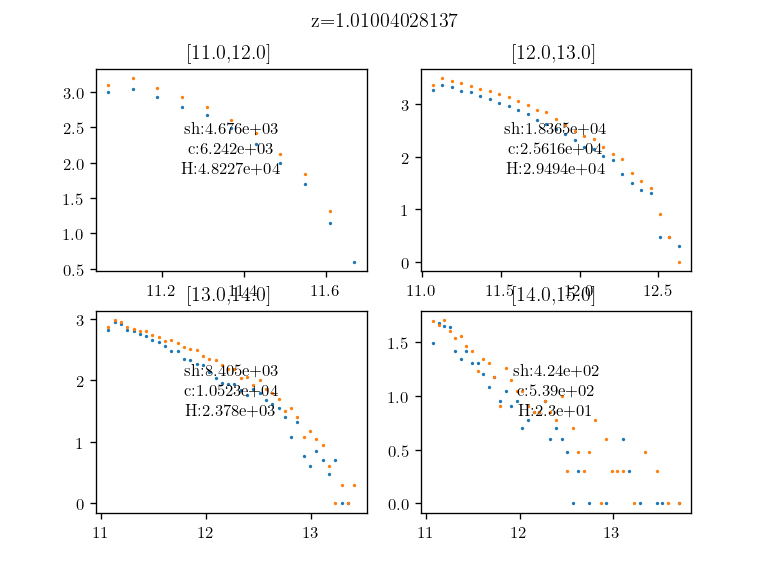 z=1.01004028137
[11.0,12.0]
3.0
2.5
2.0
1.5
1.0
0.5
sh:4.676e+03
c:6.242e+03
H:4.8227e+04
11.2 11.4 11.6
[12.0,13.0]
3
2
1
0
sh:1.8365e+04
c:2.5616e+04
H:2.9494e+04
11.0 11.5 12.0 12.5
[13.0,14.0]
3
2
1
0
sh:8.405e+03
c:1.0523e+04
H:2.378e+03
11 12 13
[14.0,15.0]
1.5
1.0
0.5
0.0
sh:4.24e+02
c:5.39e+02
H:2.3e+01
11 12 13